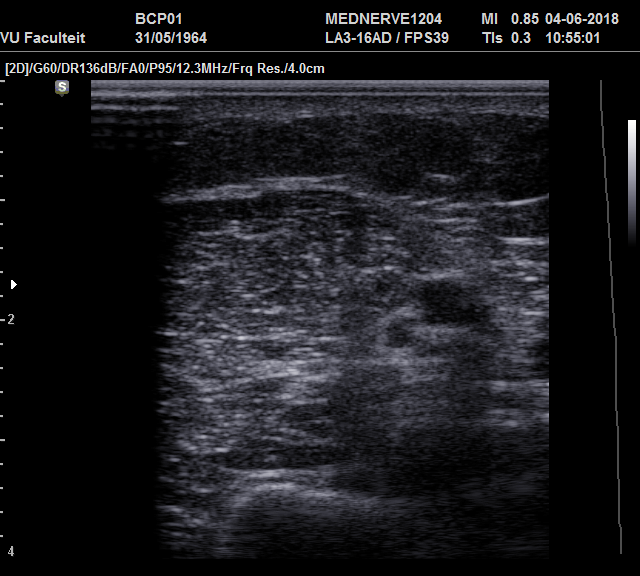 BCP01 MEDNERVE1204 MI 0.85 04-06-2018
VU Faculteit 31/05/1964 LA3-16AD / FPS39 TIs 0.3 10:55:01
[2D]/G60/DR136dB/FA0/P95/12.3MHz/Frq Res./4.0cm
S
2
4